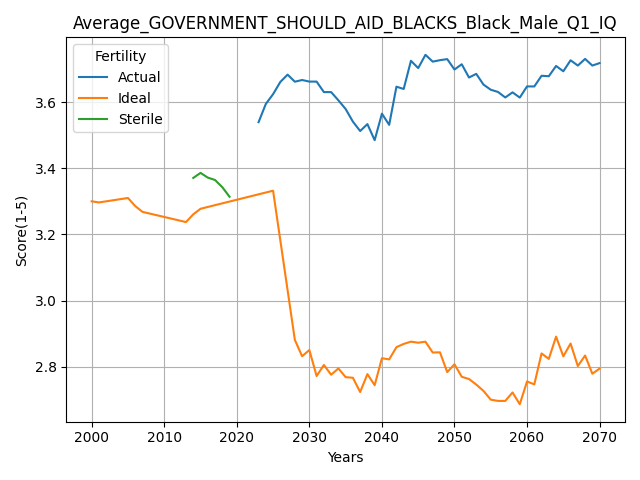 Average_GOVERNMENT_SHOULD_AID_BLACKS_Black_Male_Q1_IQ
Fertility
Actual
Ideal
Sterile
Score(1-5)
3.6
3.4
3.2
3.0
2.8
2000 2010 2020 2030 2040 2050 2060 2070
Years